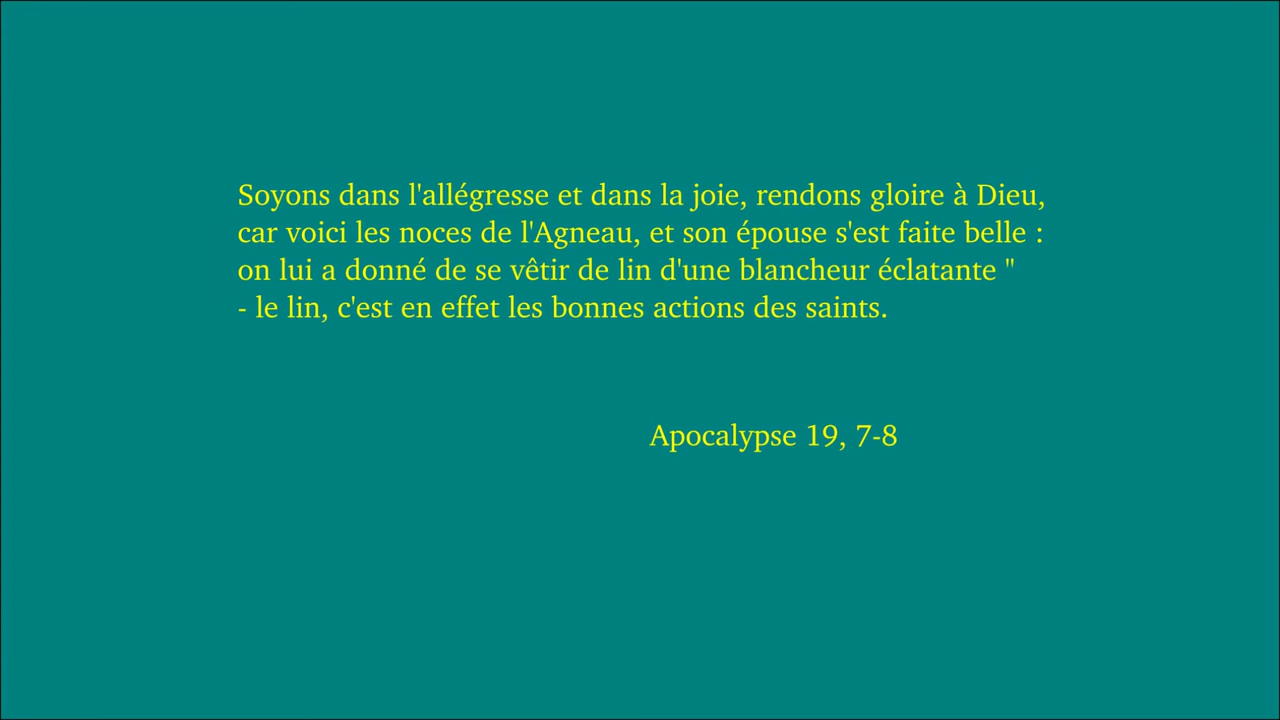 Soyons dans l'allégresse et dans la joie, rendons gloire à Dieu,
car voici les noces de l'Agneau, et son épouse s'est faite belle :
on lui a donné de se vêtir de lin d'une blancheur éclatante "
- le lin, c'est en effet les bonnes actions des saints.
Apocalypse 19, 7-8